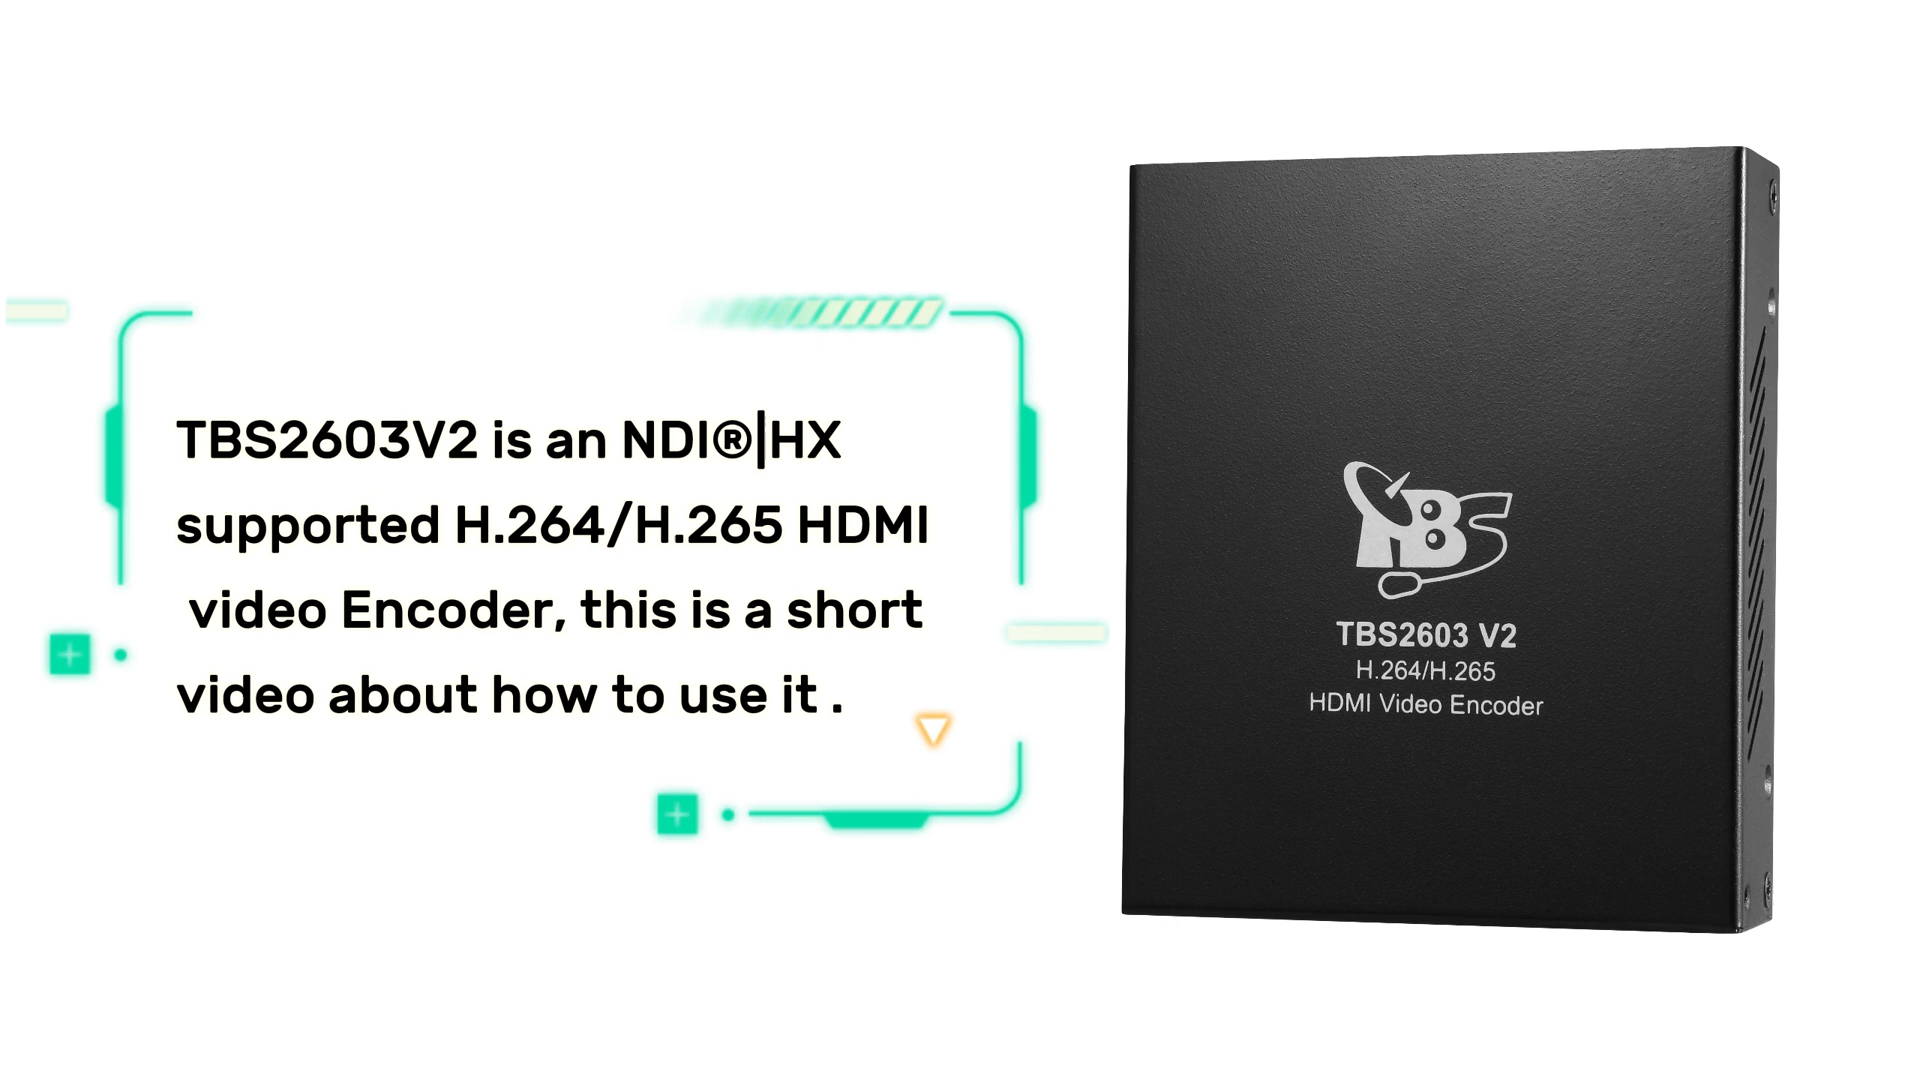 TBS2603V2 is an NDI®|HX
supported H.264/H.265 HDMI
video Encoder, this is a short
video about how to use it .
TBS
TBS2603 V2
H.264/H.265
HDMI Video Encoder